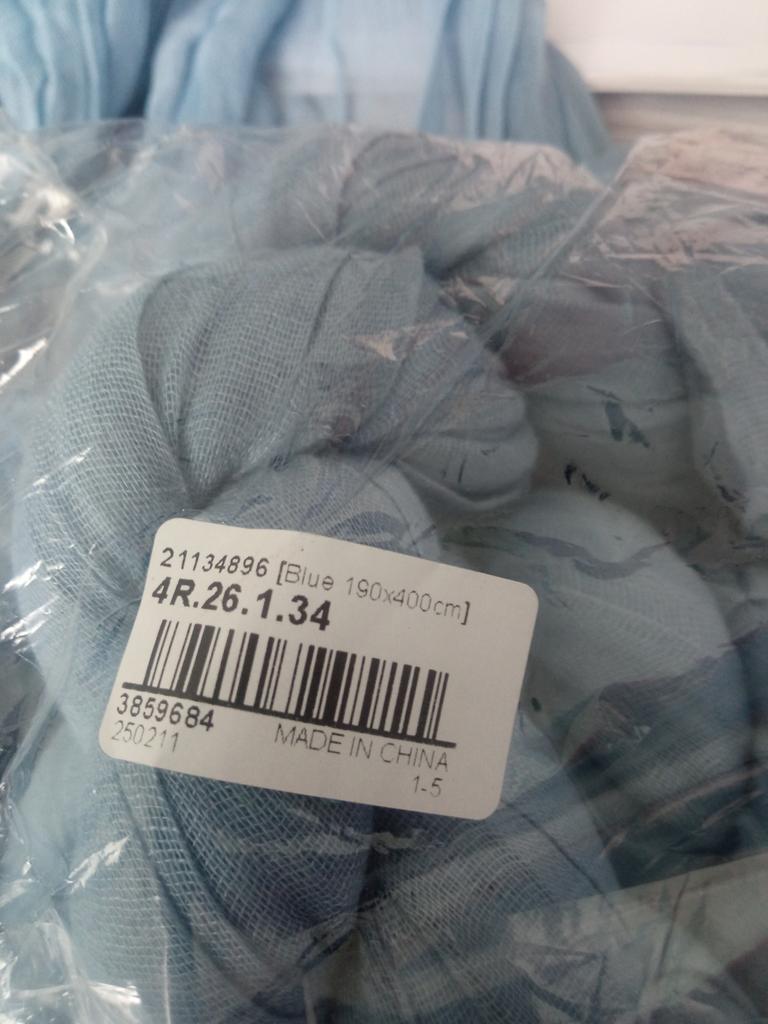 21134896 [Blue 190x400cm]
4R.26.1.34
3859684
250211 MADE IN CHINA
1-5